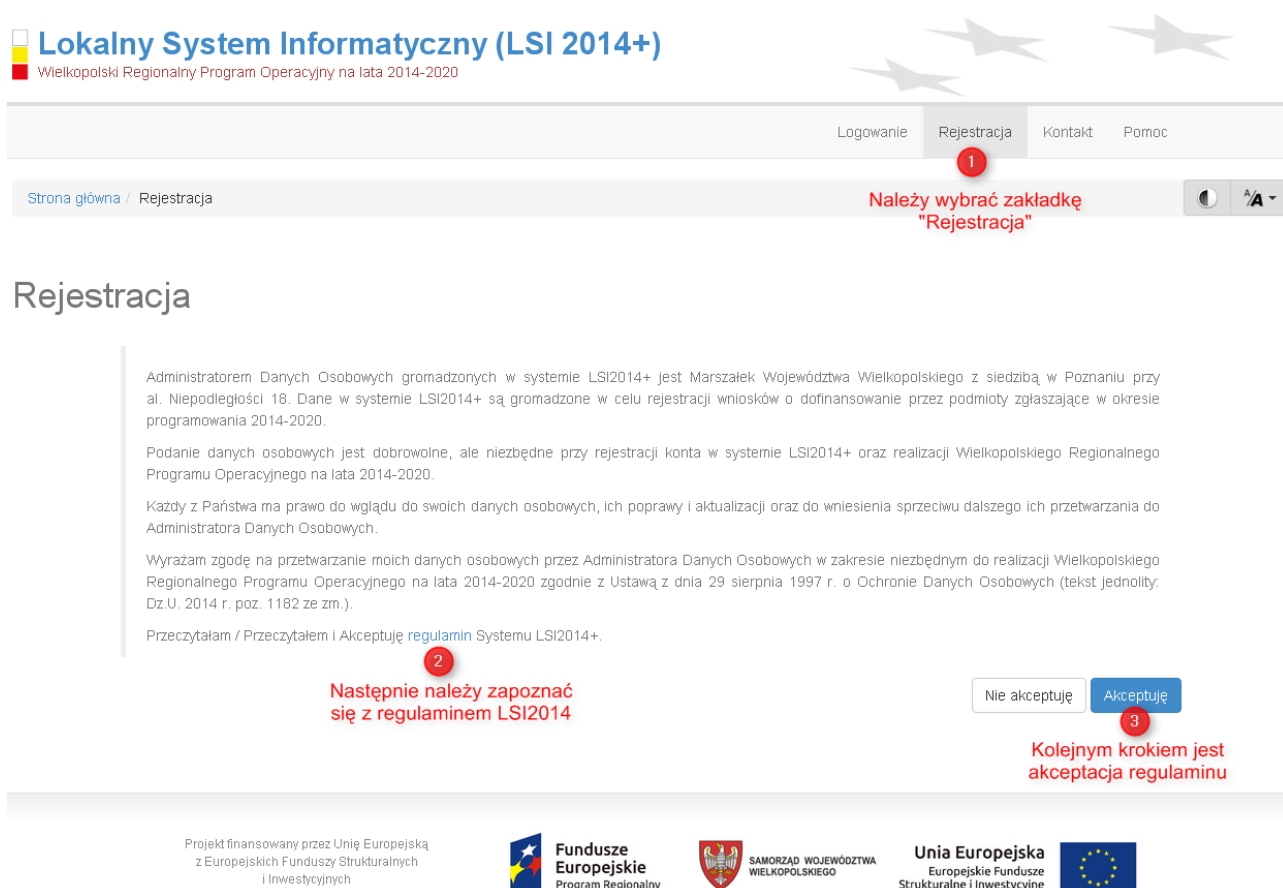 Lokalny System Informatyczny (LSI 2014+)
Wielkopolski Regionalny Program Operacyjny na lata 2014-2020
Logowanie Rejestracja Kontakt Pomoc
1
Należy wybrać zakładkę
"Rejestracja"
Strona główna / Rejestracja
A/A
Rejestracja
Administratorem Danych Osobowych gromadzonych w systemie LSI2014+ jest Marszałek Województwa Wielkopolskiego z siedzibą w Poznaniu przy
al. Niepodległości 18. Dane w systemie LSI2014+ są gromadzone w celu rejestracji wniosków o dofinansowanie przez podmioty zgłaszające w okresie
programowania 2014-2020.
Podanie danych osobowych jest dobrowolne, ale niezbędne przy rejestracji konta w systemie LSI2014+ oraz realizacji Wielkopolskiego Regionalnego
Programu Operacyjnego na lata 2014-2020.
Każdy z Państwa ma prawo do wglądu do swoich danych osobowych, ich poprawy i aktualizacji oraz do wniesienia sprzeciwu dalszego ich przetwarzania do
Administratora Danych Osobowych.
Wyrażam zgodę na przetwarzanie moich danych osobowych przez Administratora Danych Osobowych w zakresie niezbędnym do realizacji Wielkopolskiego
Regionalnego Programu Operacyjnego na lata 2014-2020 zgodnie z Ustawą z dnia 29 sierpnia 1997 r. o Ochronie Danych Osobowych (tekst jednolity:
Dz.U. 2014 r. poz. 1182 ze zm.).
Przeczytałam / Przeczytałem i Akceptuję regulamin Systemu LSI2014+.
2
Następnie należy zapoznać
się z regulaminem LSI2014
Nie akceptuję Akceptuję
3
Kolejnym krokiem jest
akceptacja regulaminu
Projekt finansowany przez Unię Europejską
z Europejskich Funduszy Strukturalnych
i Inwestycyjnych
Fundusze
Europejskie
Program Regionalny
SAMORZĄD WOJEWÓDZTWA
WIELKOPOLSKIEGO
Unia Europejska
Europejskie Fundusze
Strukturalne i Inwestycyjne